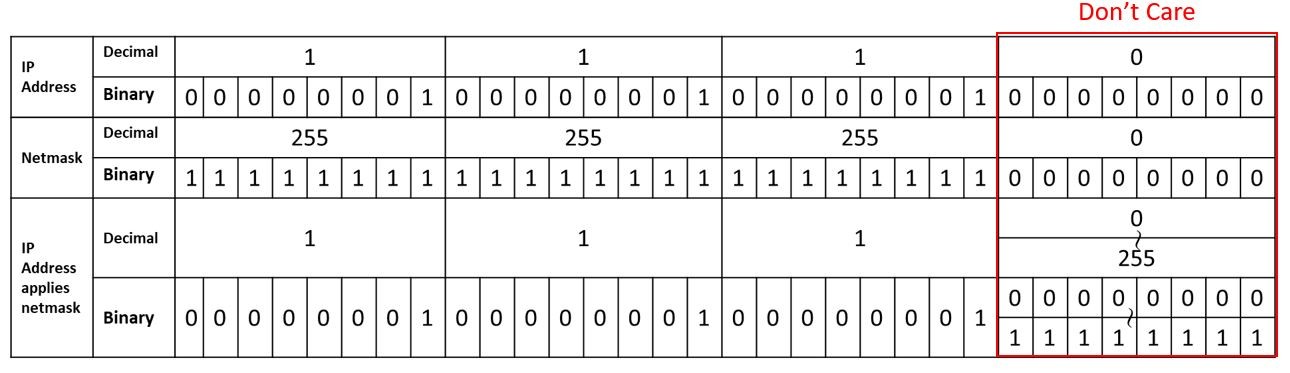 Don't Care
IP Address Decimal 1 1 1 0
Binary 0 0 0 0 0 0 0 1 0 0 0 0 0 0 0 1 0 0 0 0 0 0 0 1 0 0 0 0 0 0 0 0
Netmask Decimal 255 255 255 0
Binary 1 1 1 1 1 1 1 1 1 1 1 1 1 1 1 1 1 1 1 1 1 1 1 1 0 0 0 0 0 0 0 0
IP Address applies netmask Decimal 1 1 1 0
~
255
Binary 0 0 0 0 0 0 0 1 0 0 0 0 0 0 0 1 0 0 0 0 0 0 0 1 0 0 0 0 0 0 0 0
~
1 1 1 1 1 1 1 1